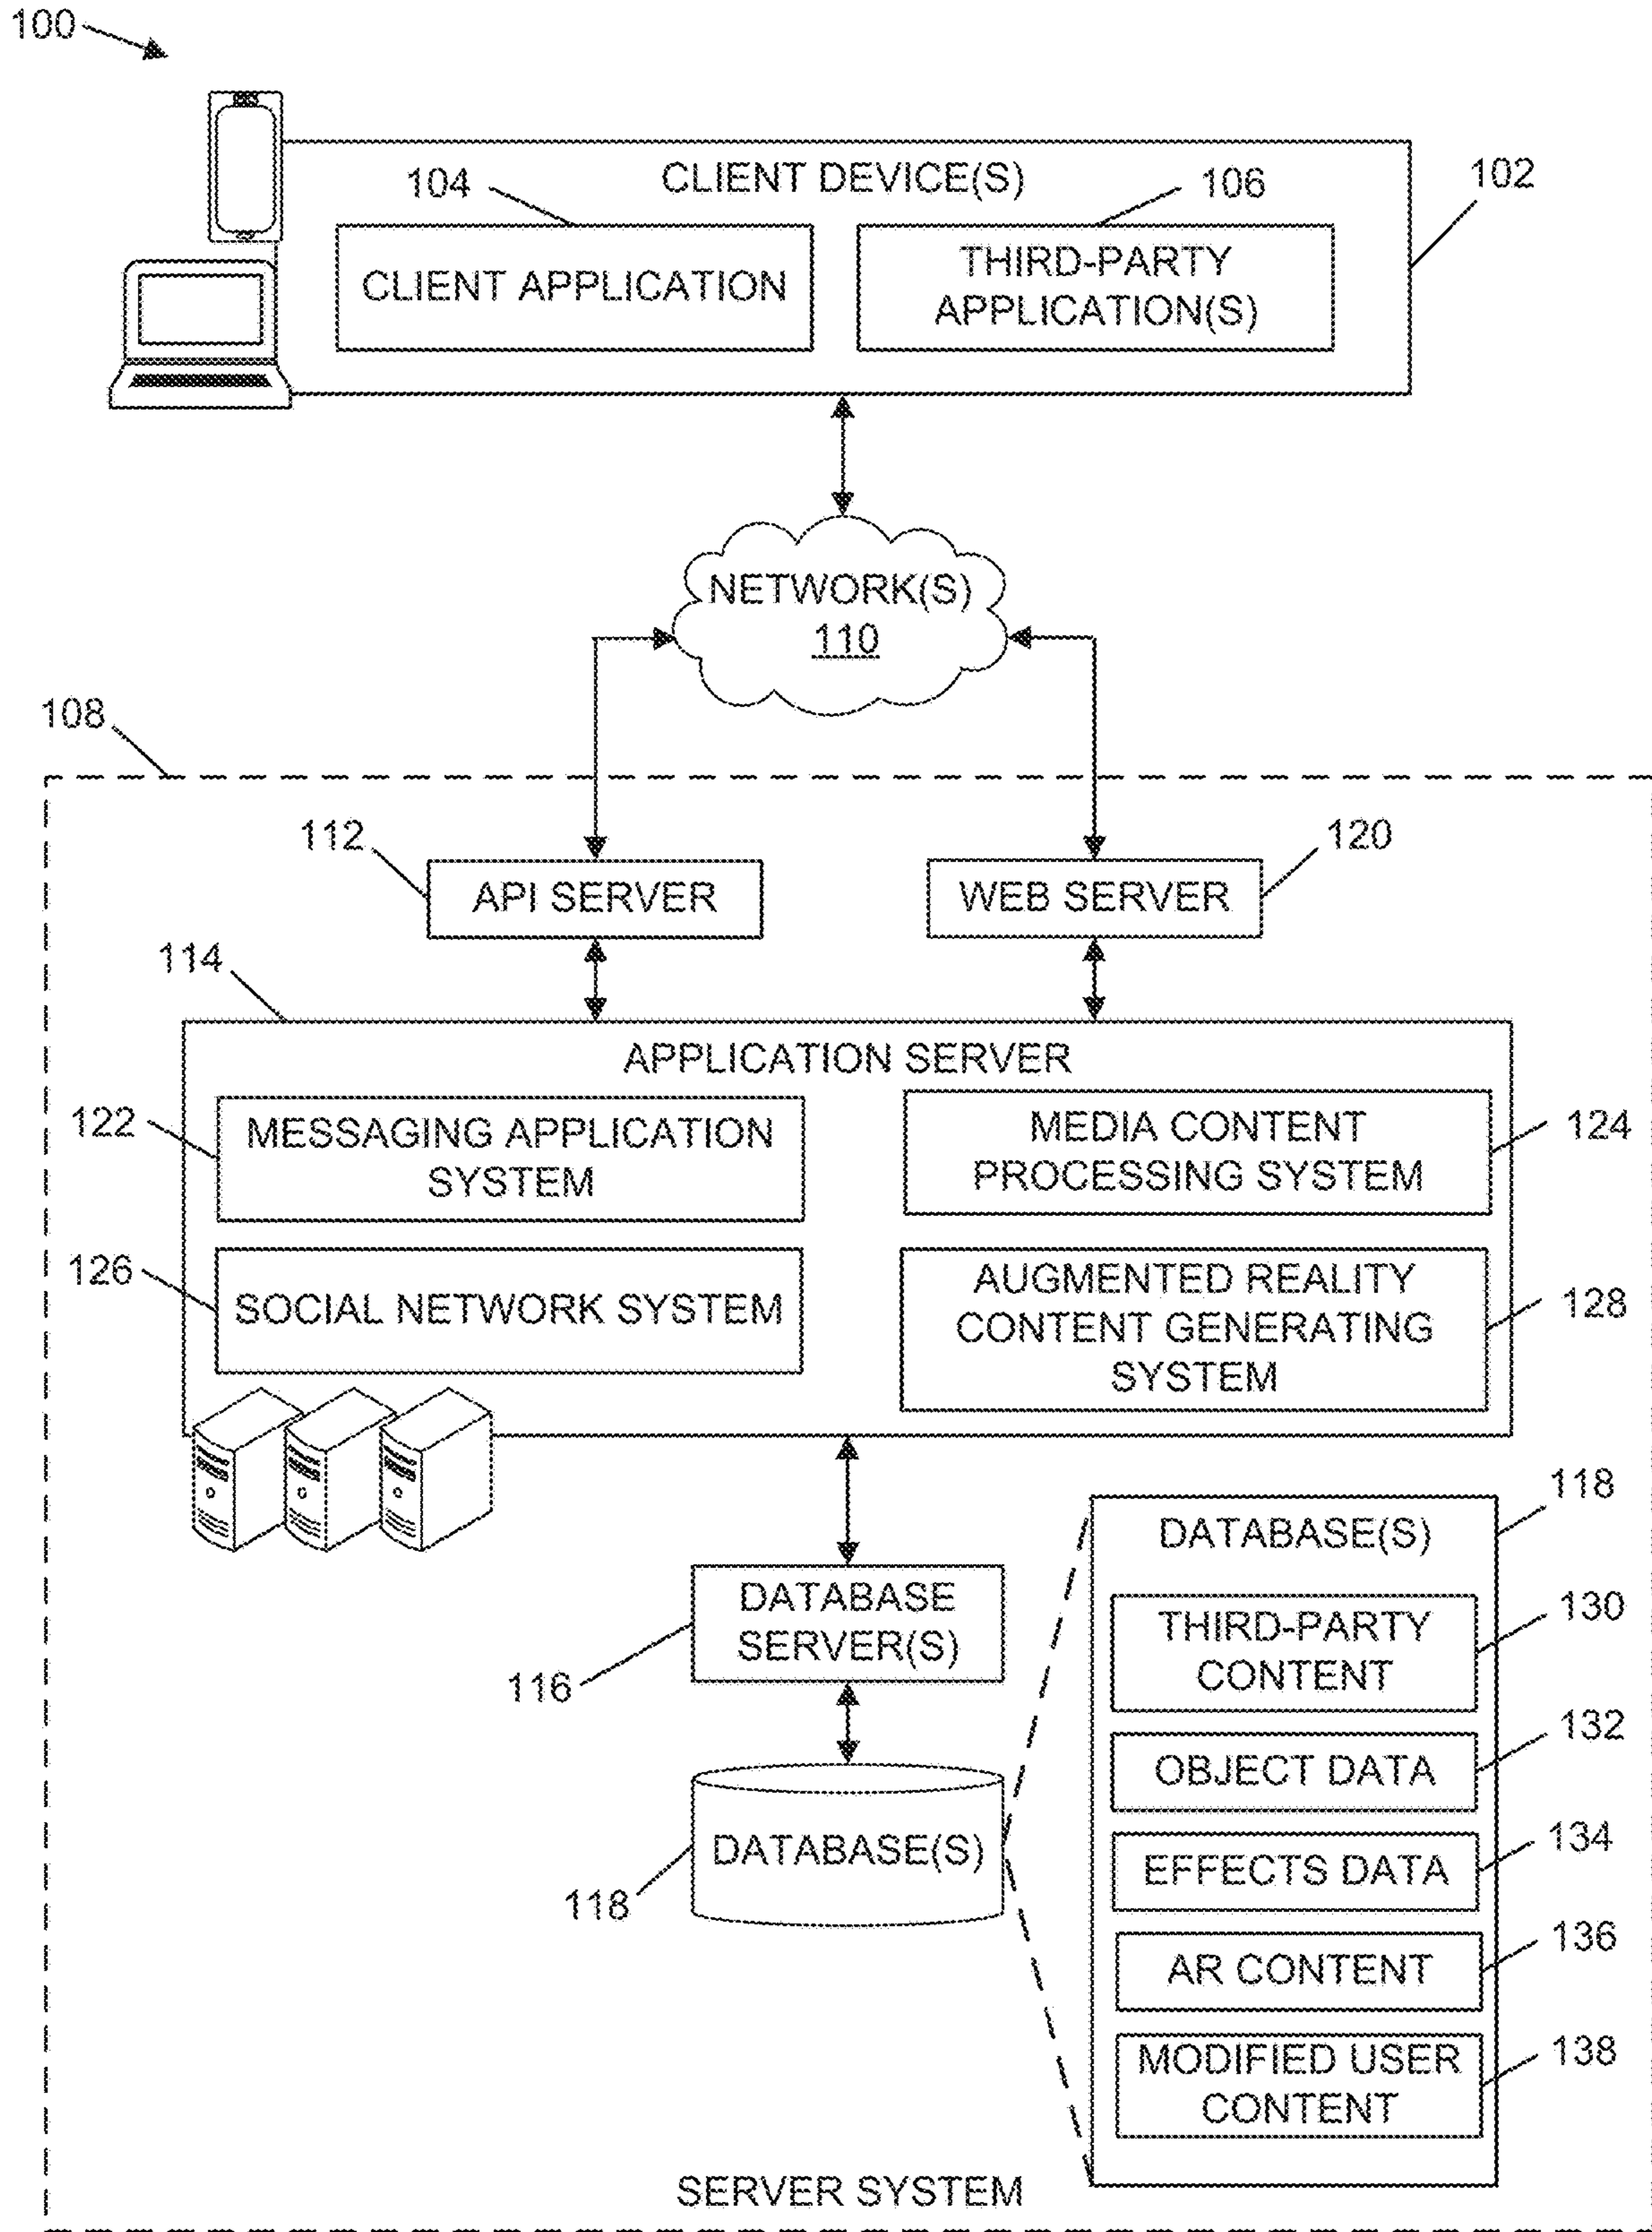 100
CLIENT DEVICE(S)
102
104
106
CLIENT APPLICATION
THIRD-PARTY
APPLICATION(S)
NETWORK(S)
110
108
112
120
API SERVER
WEB SERVER
114
APPLICATION SERVER
122
MESSAGING APPLICATION
SYSTEM
MEDIA CONTENT
PROCESSING SYSTEM
124
126
SOCIAL NETWORK SYSTEM
AUGMENTED REALITY
CONTENT GENERATING
SYSTEM
128
118
DATABASE(S)
DATABASE
SERVER(S)
116
THIRD-PARTY
CONTENT
130
OBJECT DATA
132
DATABASE(S)
118
EFFECTS DATA
134
AR CONTENT
136
MODIFIED USER
CONTENT
138
SERVER SYSTEM